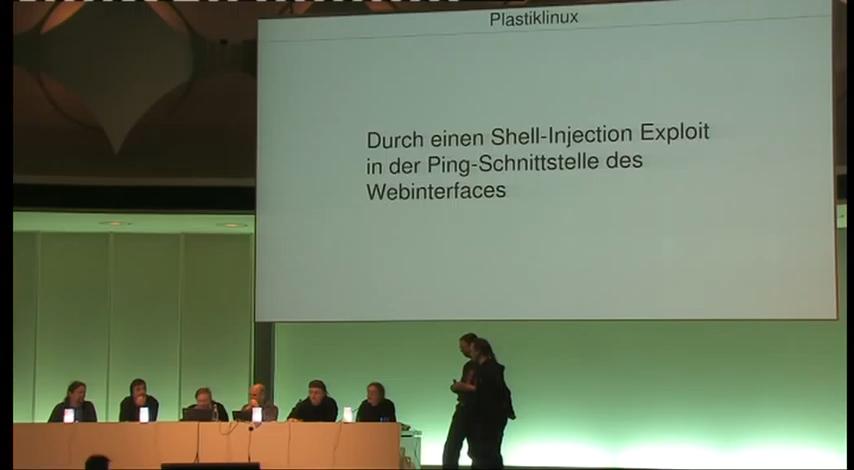 Plastiklinux
Durch einen Shell-Injection Exploit
in der Ping-Schnittstelle des
Webinterfaces